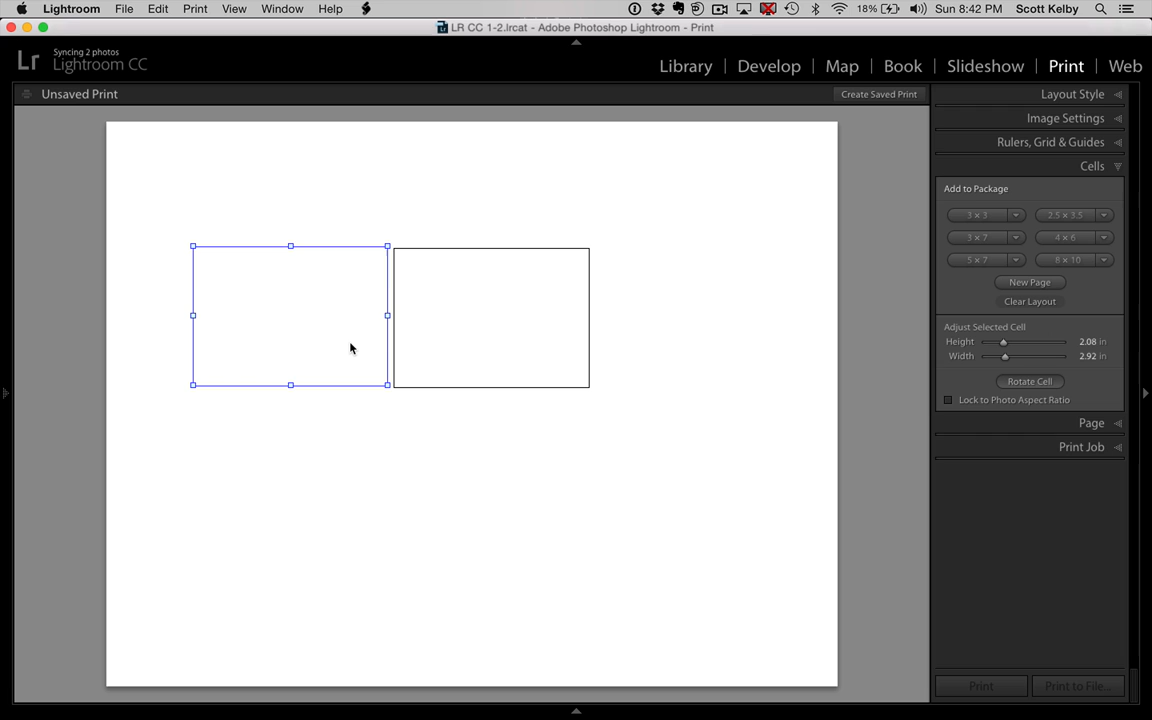 Lightroom File Edit Print View Window Help 18% Sun 8:42 PM Scott Kelby
LR CC 1-2.lrcat - Adobe Photoshop Lightroom - Print
Lr Syncing 2 photos
Lightroom CC
Library | Develop | Map | Book | Slideshow | Print | Web
Unsaved Print
Create Saved Print
Layout Style
Image Settings
Rulers, Grid & Guides
Cells
Add to Package
3 × 3 2.5 × 3.5
3 × 7 4 × 6
5 × 7 8 × 10
New Page
Clear Layout
Adjust Selected Cell
Height 2.08 in
Width 2.92 in
Rotate Cell
Lock to Photo Aspect Ratio
Page
Print Job
Print Print to File...